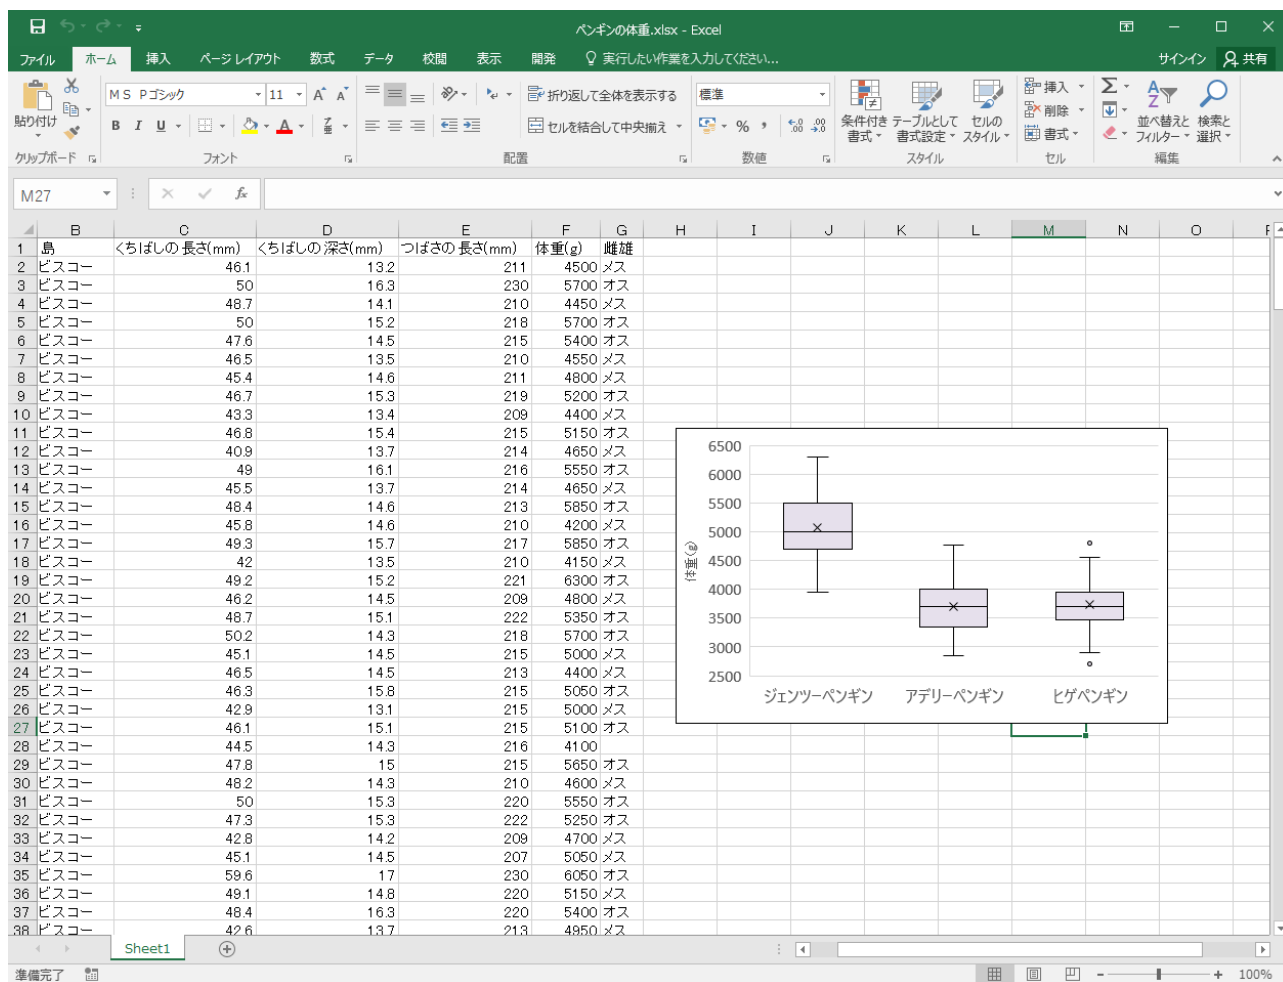 ペンギンの体重.xlsx - Excel
ファイル ホーム 挿入 ページ レイアウト 数式 データ 校閲 表示 開発 実行したい作業を入力してください... サインイン 共有
MS Pゴシック 11 A A 折り返して全体を表示する 標準 挿入 Σ
貼り付け B I U A セルを結合して中央揃え % 条件付き書式 テーブルとして書式設定 セルのスタイル 削除 書式 並べ替えとフィルター 検索と選択
クリップボード フォント 配置 数値 スタイル セル 編集
M27 fx
B C D E F G H I J K L M N O
1 島 くちばしの長さ(mm) くちばしの深さ(mm) つばさの長さ(mm) 体重(g) 雌雄
2 ビスコー 46.1 13.2 211 4500 メス
3 ビスコー 50 16.3 230 5700 オス
4 ビスコー 48.7 14.1 210 4450 メス
5 ビスコー 50 15.2 218 5700 オス
6 ビスコー 47.6 14.5 215 5400 オス
7 ビスコー 46.5 13.5 210 4550 メス
8 ビスコー 45.4 14.6 211 4800 メス
9 ビスコー 46.7 15.3 219 5200 オス
10 ビスコー 43.3 13.4 209 4400 メス
11 ビスコー 46.8 15.4 215 5150 オス
12 ビスコー 40.9 13.7 214 4650 メス
13 ビスコー 49 16.1 216 5550 オス
14 ビスコー 45.5 13.7 214 4650 メス
15 ビスコー 48.4 14.6 213 5850 オス
16 ビスコー 45.8 14.6 210 4200 メス
17 ビスコー 49.3 15.7 217 5850 オス
18 ビスコー 42 13.5 210 4150 メス
19 ビスコー 49.2 15.2 221 6300 オス
20 ビスコー 46.2 14.5 209 4800 メス
21 ビスコー 48.7 15.1 222 5350 オス
22 ビスコー 50.2 14.3 218 5700 オス
23 ビスコー 45.1 14.5 215 5000 メス
24 ビスコー 46.5 14.5 213 4400 メス
25 ビスコー 46.3 15.8 215 5050 オス
26 ビスコー 42.9 13.1 215 5000 メス
27 ビスコー 46.1 15.1 215 5100 オス
28 ビスコー 44.5 14.3 216 4100
29 ビスコー 47.8 15 215 5650 オス
30 ビスコー 48.2 14.3 210 4600 メス
31 ビスコー 50 15.3 220 5550 オス
32 ビスコー 47.3 15.3 222 5250 オス
33 ビスコー 42.8 14.2 209 4700 メス
34 ビスコー 45.1 14.5 207 5050 メス
35 ビスコー 59.6 17 230 6050 オス
36 ビスコー 49.1 14.8 220 5150 メス
37 ビスコー 48.4 16.3 220 5400 オス
38 ビスコー 42.6 13.7 213 4950 メス
6500
6000
5500
5000
4500
4000
3500
3000
2500
体重(g)
ジェンツーペンギン アデリーペンギン ヒゲペンギン
Sheet1
準備完了 100%